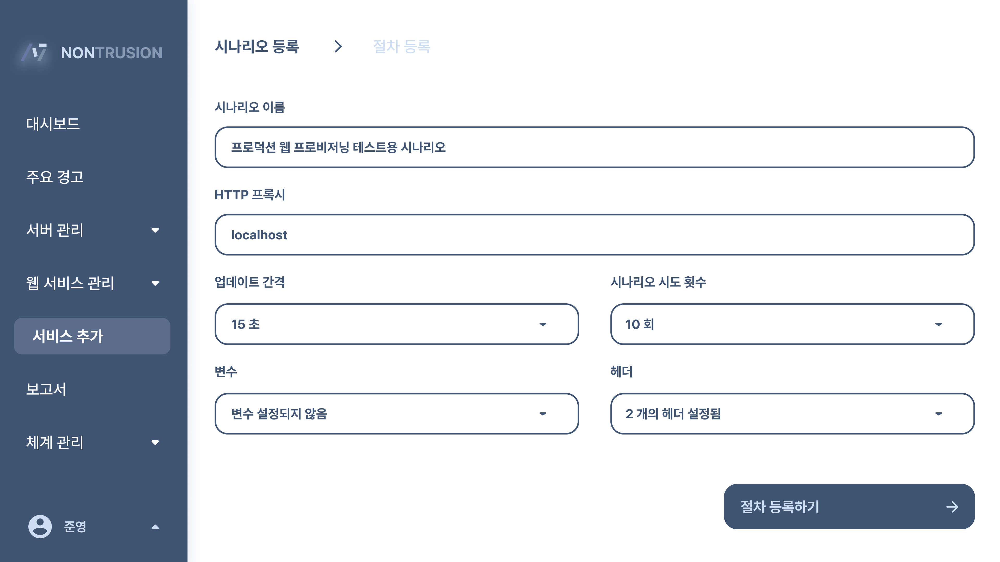 NONTRUSION
대시보드
주요 경고
서버 관리
웹 서비스 관리
서비스 추가
보고서
체계 관리
준영
시나리오 등록
절차 등록
시나리오 이름
프로덕션 웹 프로비저닝 테스트용 시나리오
HTTP 프록시
localhost
업데이트 간격
시나리오 시도 횟수
15 초
10 회
변수
헤더
변수 설정되지 않음
2 개의 헤더 설정됨
절차 등록하기